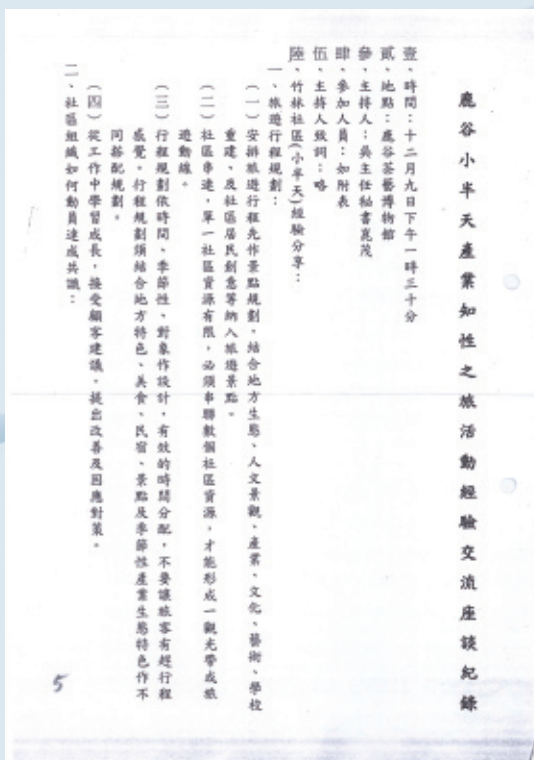 鹿谷小半天產業知性之旅活動經驗交流座談紀錄
壹、時間：十二月九日下午一時三十分
貳、地點：鹿谷茶藝博物館
參、主持人：吳主任秘書嵩茂
肆、參加人員：如附表
伍、主持人致詞：略
陸、竹林社區(小半天)經驗分享：
一、旅遊行程規劃：
（一）安排旅遊行程先作景點規劃，結合地方生態、人文景觀、產業、文化、藝術、學校
重建、及社區居民創意等納入旅遊景點。
（二）社區串連，單一社區資源有限，必須串聯數個社區資源，才能形成一觀光帶或旅
遊動線。
（三）行程規劃依時間、季節性、對象作設計，有效的時間分配，不要讓旅客有趕行程
感覺。行程規劃須結合地方特色、美食、民宿、景點及季節性產業生態特色作不
同搭配規劃。
（四）從工作中學習成長，接受顧客建議，提出改善及因應對策。
二、社區組織如何動員達成共識：
5